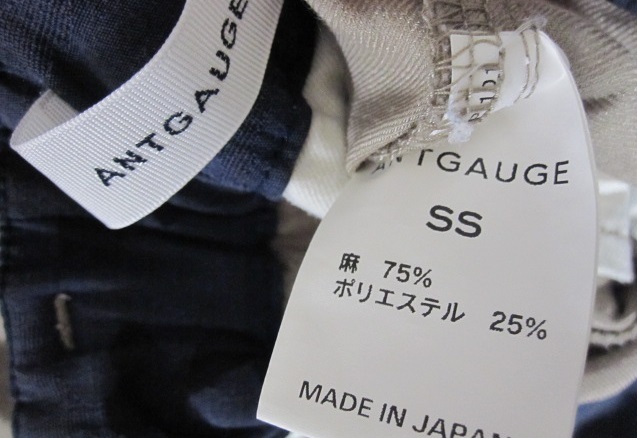 ANTGAUGE
ANTGAUGE
SS
麻 75%
ポリエステル 25%
MADE IN JAPAN